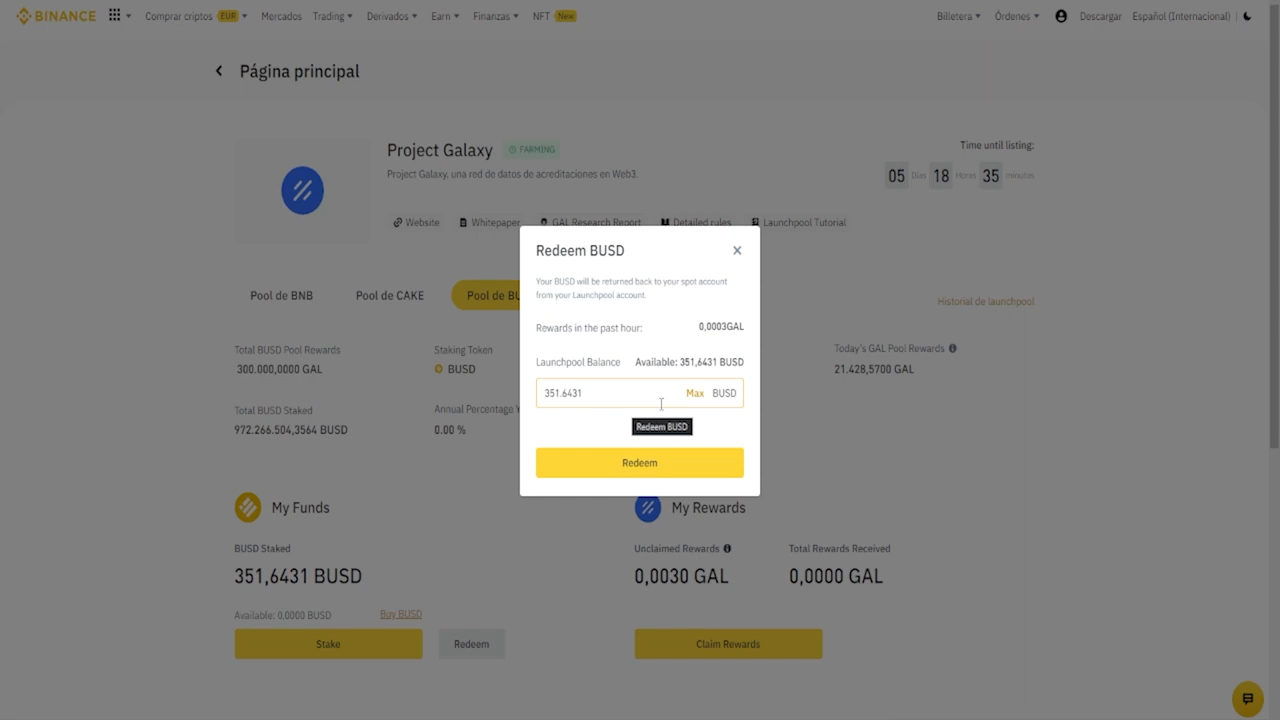 BINANCE Comprar criptos EUR Mercados Trading Derivados Earn Finanzas NFT New Billetera Órdenes Descargar Español (Internacional)
Página principal
Project Galaxy FARMING
Project Galaxy, una red de datos de acreditaciones en Web3.
Time until listing:
05 Días 18 Horas 35 minutos
Website Whitepaper GAL Research Report Detailed rules Launchpool Tutorial
Redeem BUSD
Your BUSD will be returned back to your spot account
from your Launchpool account.
Rewards in the past hour: 0,0003GAL
Launchpool Balance Available: 351,6431 BUSD
351.6431 Max BUSD
Redeem BUSD
Redeem
Pool de BNB Pool de CAKE Pool de BU
Historial de launchpool
Total BUSD Pool Rewards Staking Token Today's GAL Pool Rewards
300.000,0000 GAL BUSD 21.428,5700 GAL
Total BUSD Staked Annual Percentage Y
972.266.504,3564 BUSD 0.00 %
My Funds My Rewards
BUSD Staked Unclaimed Rewards Total Rewards Received
351,6431 BUSD 0,0030 GAL 0,0000 GAL
Available: 0,0000 BUSD Buy BUSD
Stake Redeem Claim Rewards